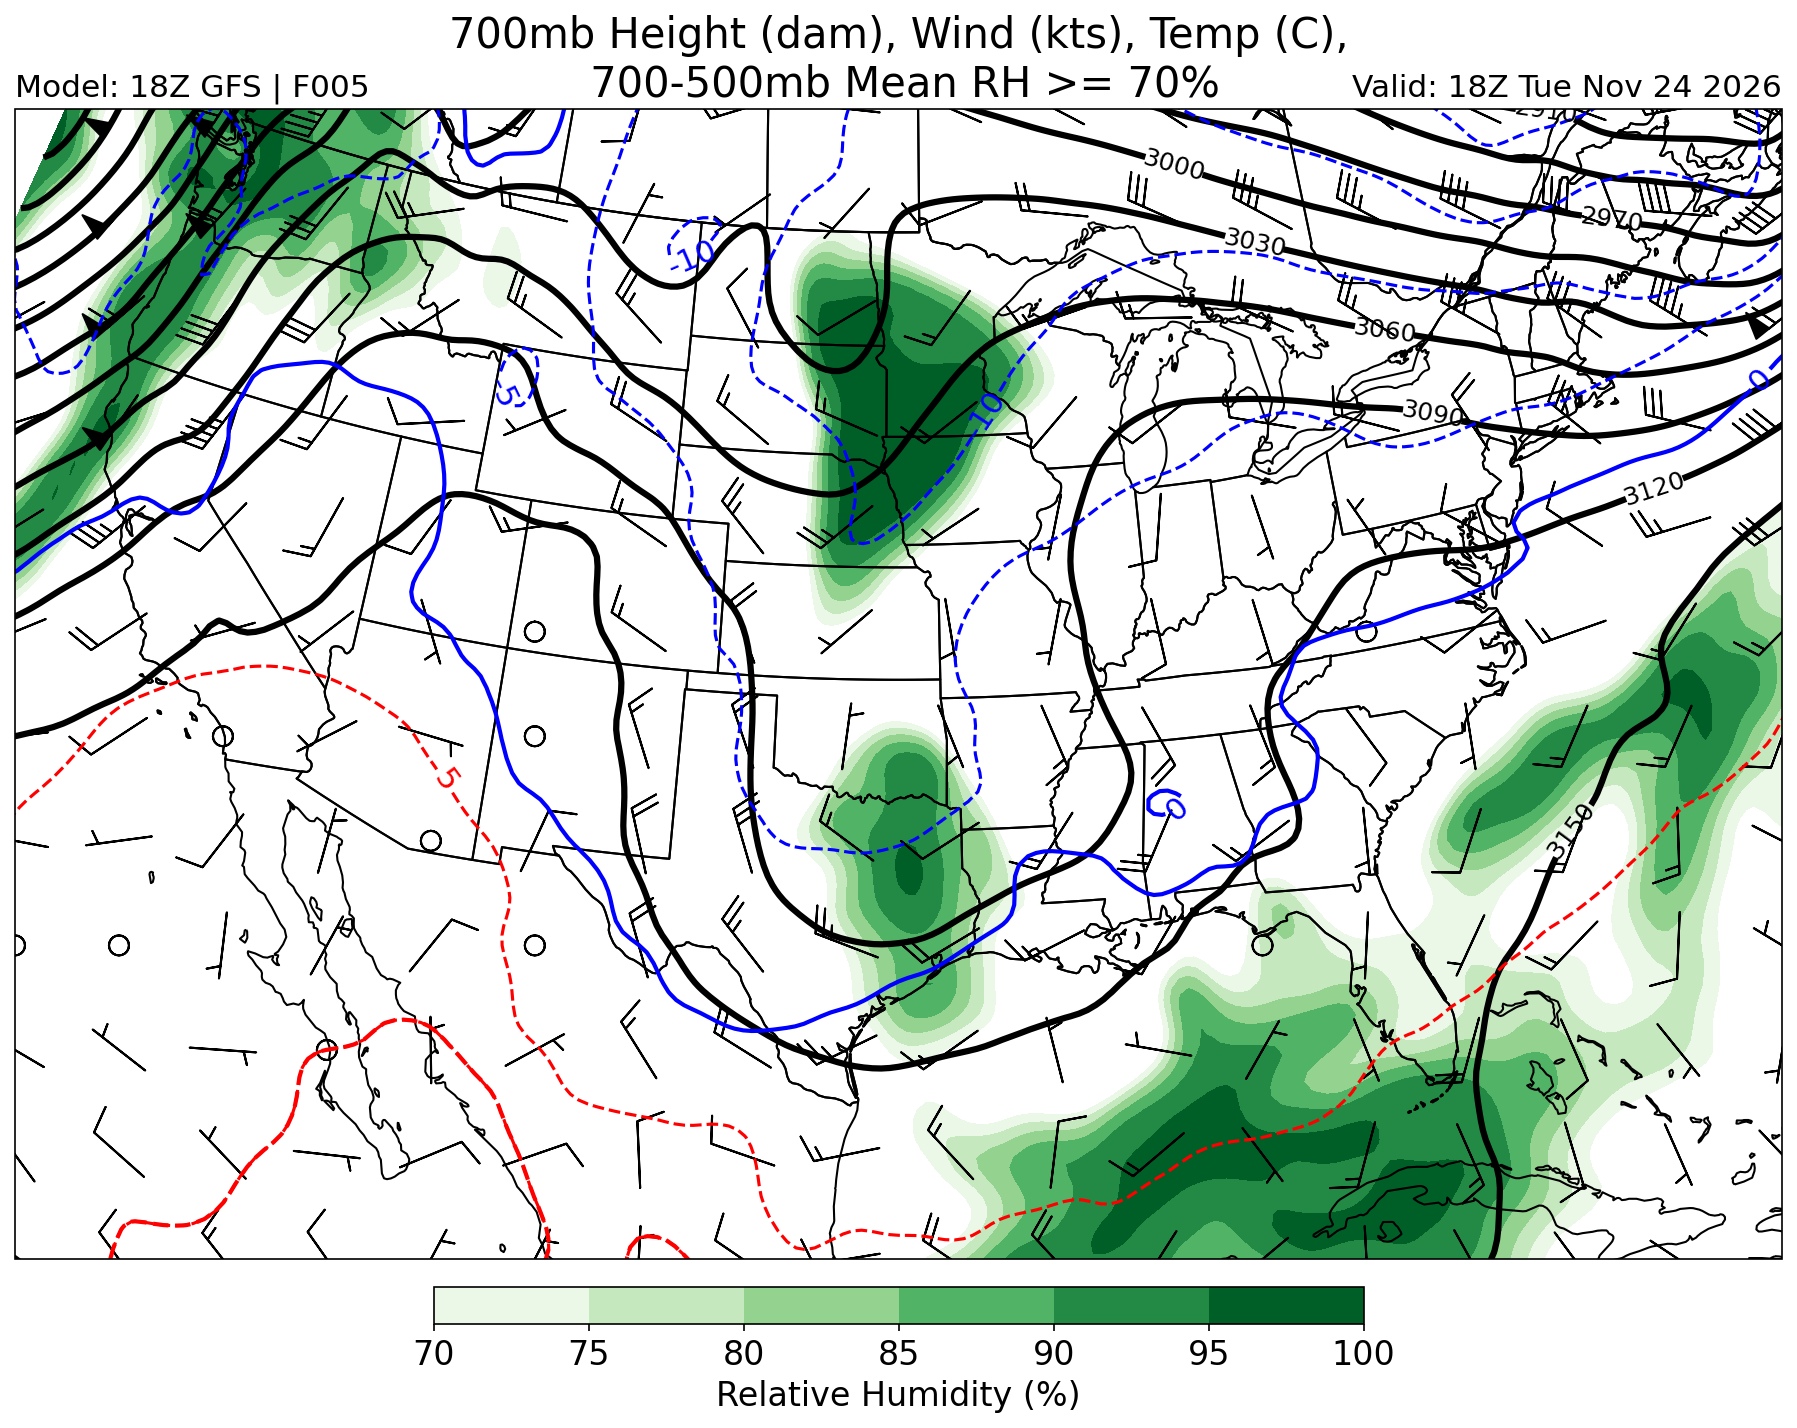 700mb Height (dam), Wind (kts), Temp (C),
Model: 18Z GFS | F005
700-500mb Mean RH >= 70%
Valid: 18Z Tue Nov 24 2026
2910
3000
2970
3030
-10
3060
0
-5
3090
-10
3120
5
0
3150
70 75 80 85 90 95 100
Relative Humidity (%)